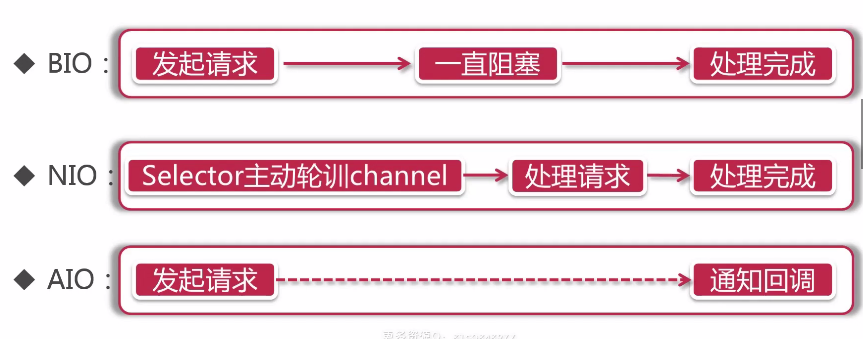 ◆ BIO： 发起请求 一直阻塞 处理完成
◆ NIO： Selector主动轮训channel 处理请求 处理完成
◆ AIO： 发起请求 通知回调